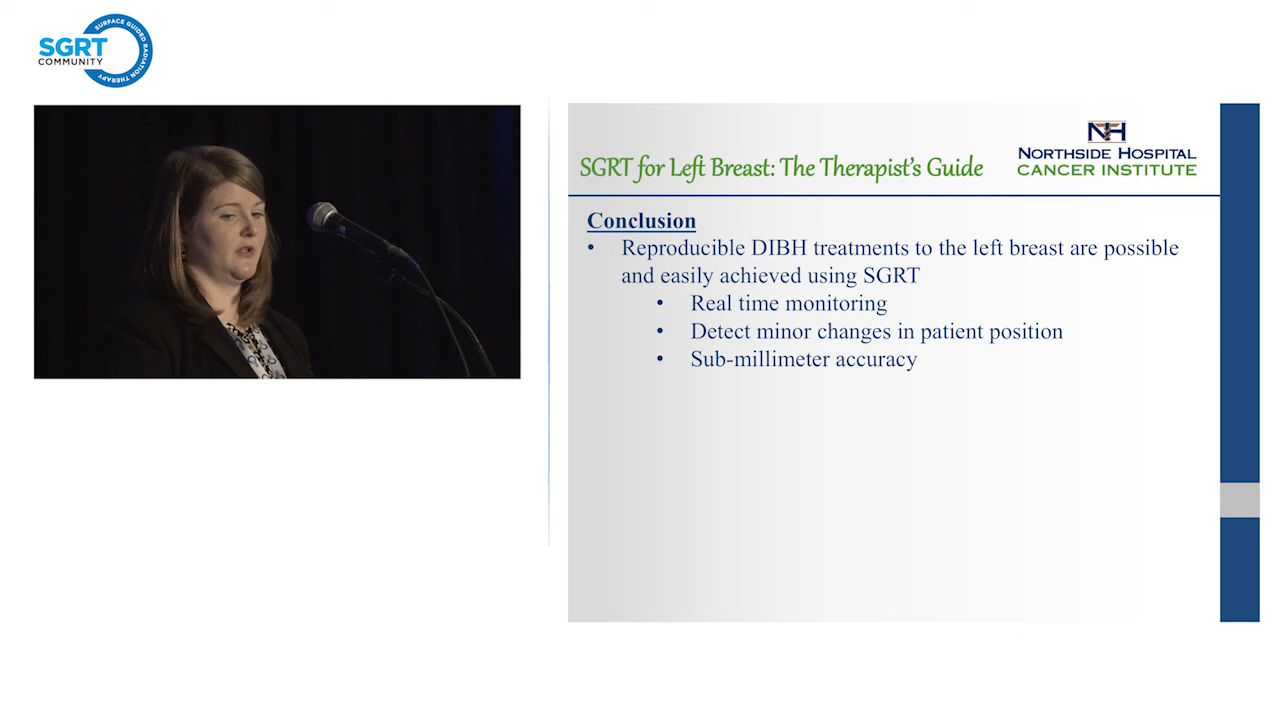 SURFACE GUIDED RADIATION THERAPY
SGRT
COMMUNITY
SGRT for Left Breast: The Therapist's Guide
NH
NORTHSIDE HOSPITAL
CANCER INSTITUTE
Conclusion
• Reproducible DIBH treatments to the left breast are possible
and easily achieved using SGRT
• Real time monitoring
• Detect minor changes in patient position
• Sub-millimeter accuracy